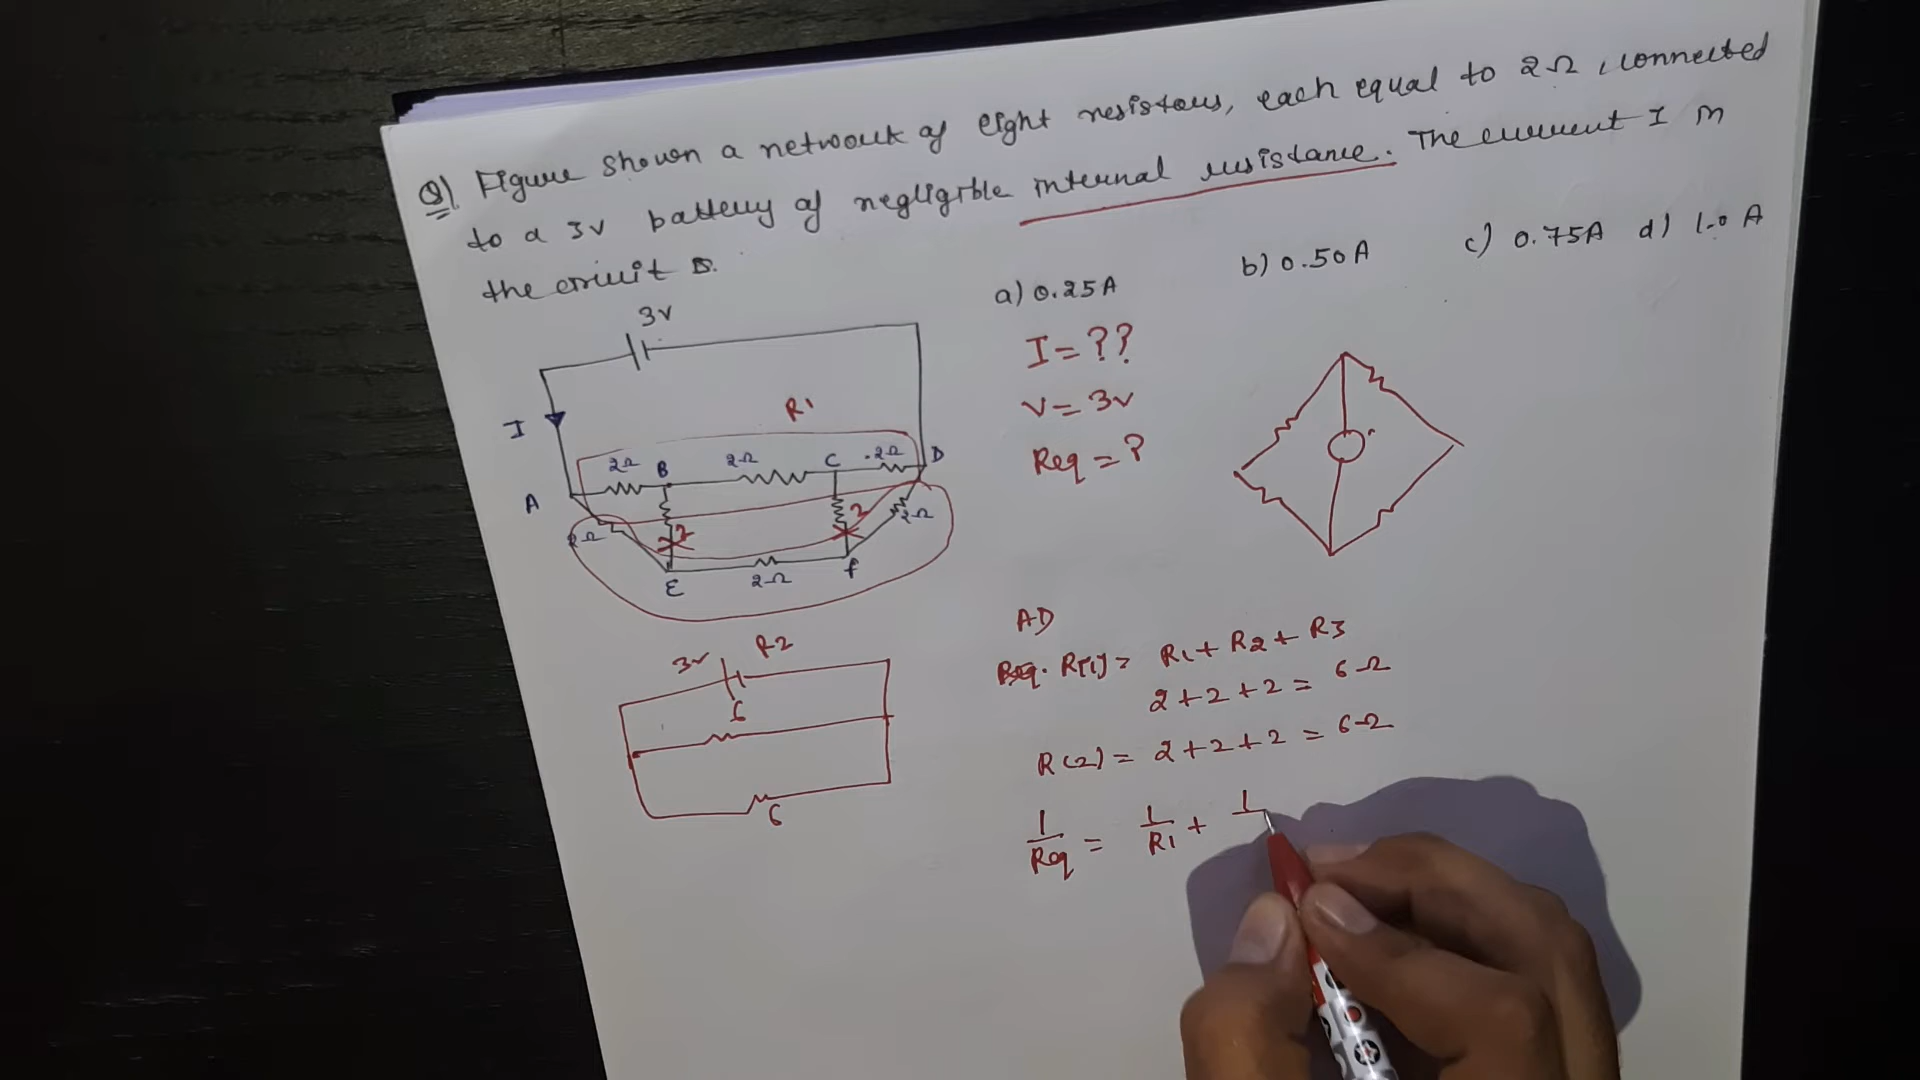 Q) Figure shown a network of eight resistors, each equal to 2Ω, connected
to a 3V battery of negligible internal resistance. The current I in
the circuit is.
a) 0.25A b) 0.50A c) 0.75A d) 1.0 A
3V
I
A
2Ω B 2Ω C 2Ω D
R1
2Ω 2 2 2Ω
E 2Ω F
I = ??
V = 3V
Req = ?
R2
3V
6
6
AD
R(1) = R1 + R2 + R3
2 + 2 + 2 = 6Ω
R(2) = 2 + 2 + 2 = 6Ω
1/Req = 1/R1 + 1